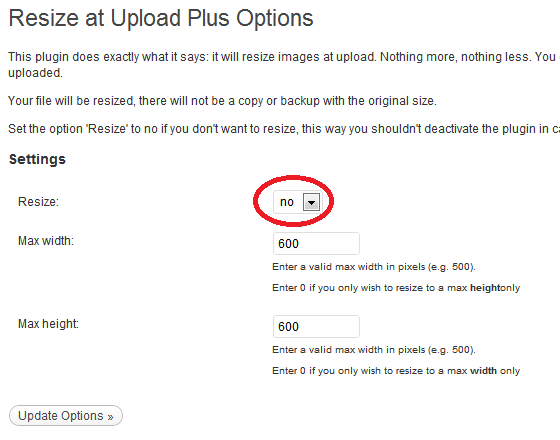 Resize at Upload Plus Options
This plugin does exactly what it says: it will resize images at upload. Nothing more, nothing less. You
uploaded.
Your file will be resized, there will not be a copy or backup with the original size.
Set the option 'Resize' to no if you don't want to resize, this way you shouldn't deactivate the plugin in ca
Settings
Resize: no
Max width: 600
Enter a valid max width in pixels (e.g. 500).
Enter 0 if you only wish to resize to a max heightonly
Max height: 600
Enter a valid max width in pixels (e.g. 500).
Enter 0 if you only wish to resize to a max width only
Update Options »